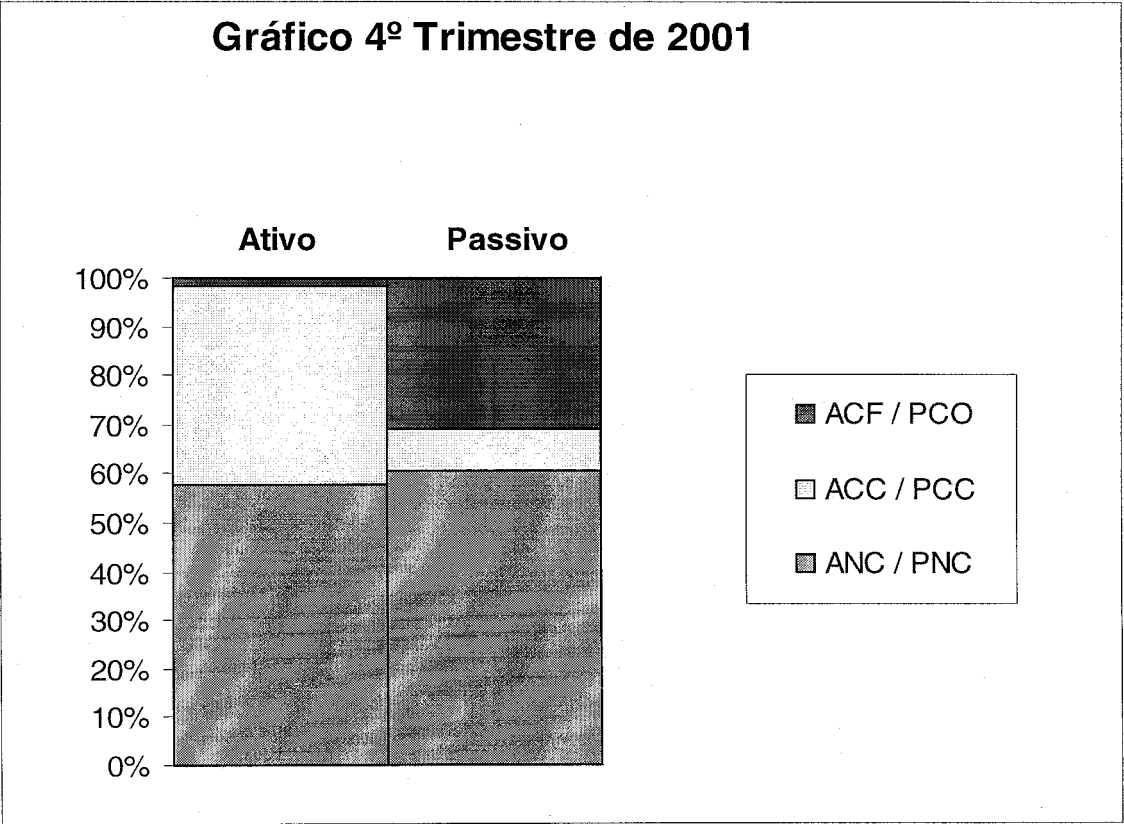 Gráfico 4º Trimestre de 2001
Ativo Passivo
100%
90%
80%
70%
60%
50%
40%
30%
20%
10%
0%
ACF / PCO
ACC / PCC
ANC / PNC